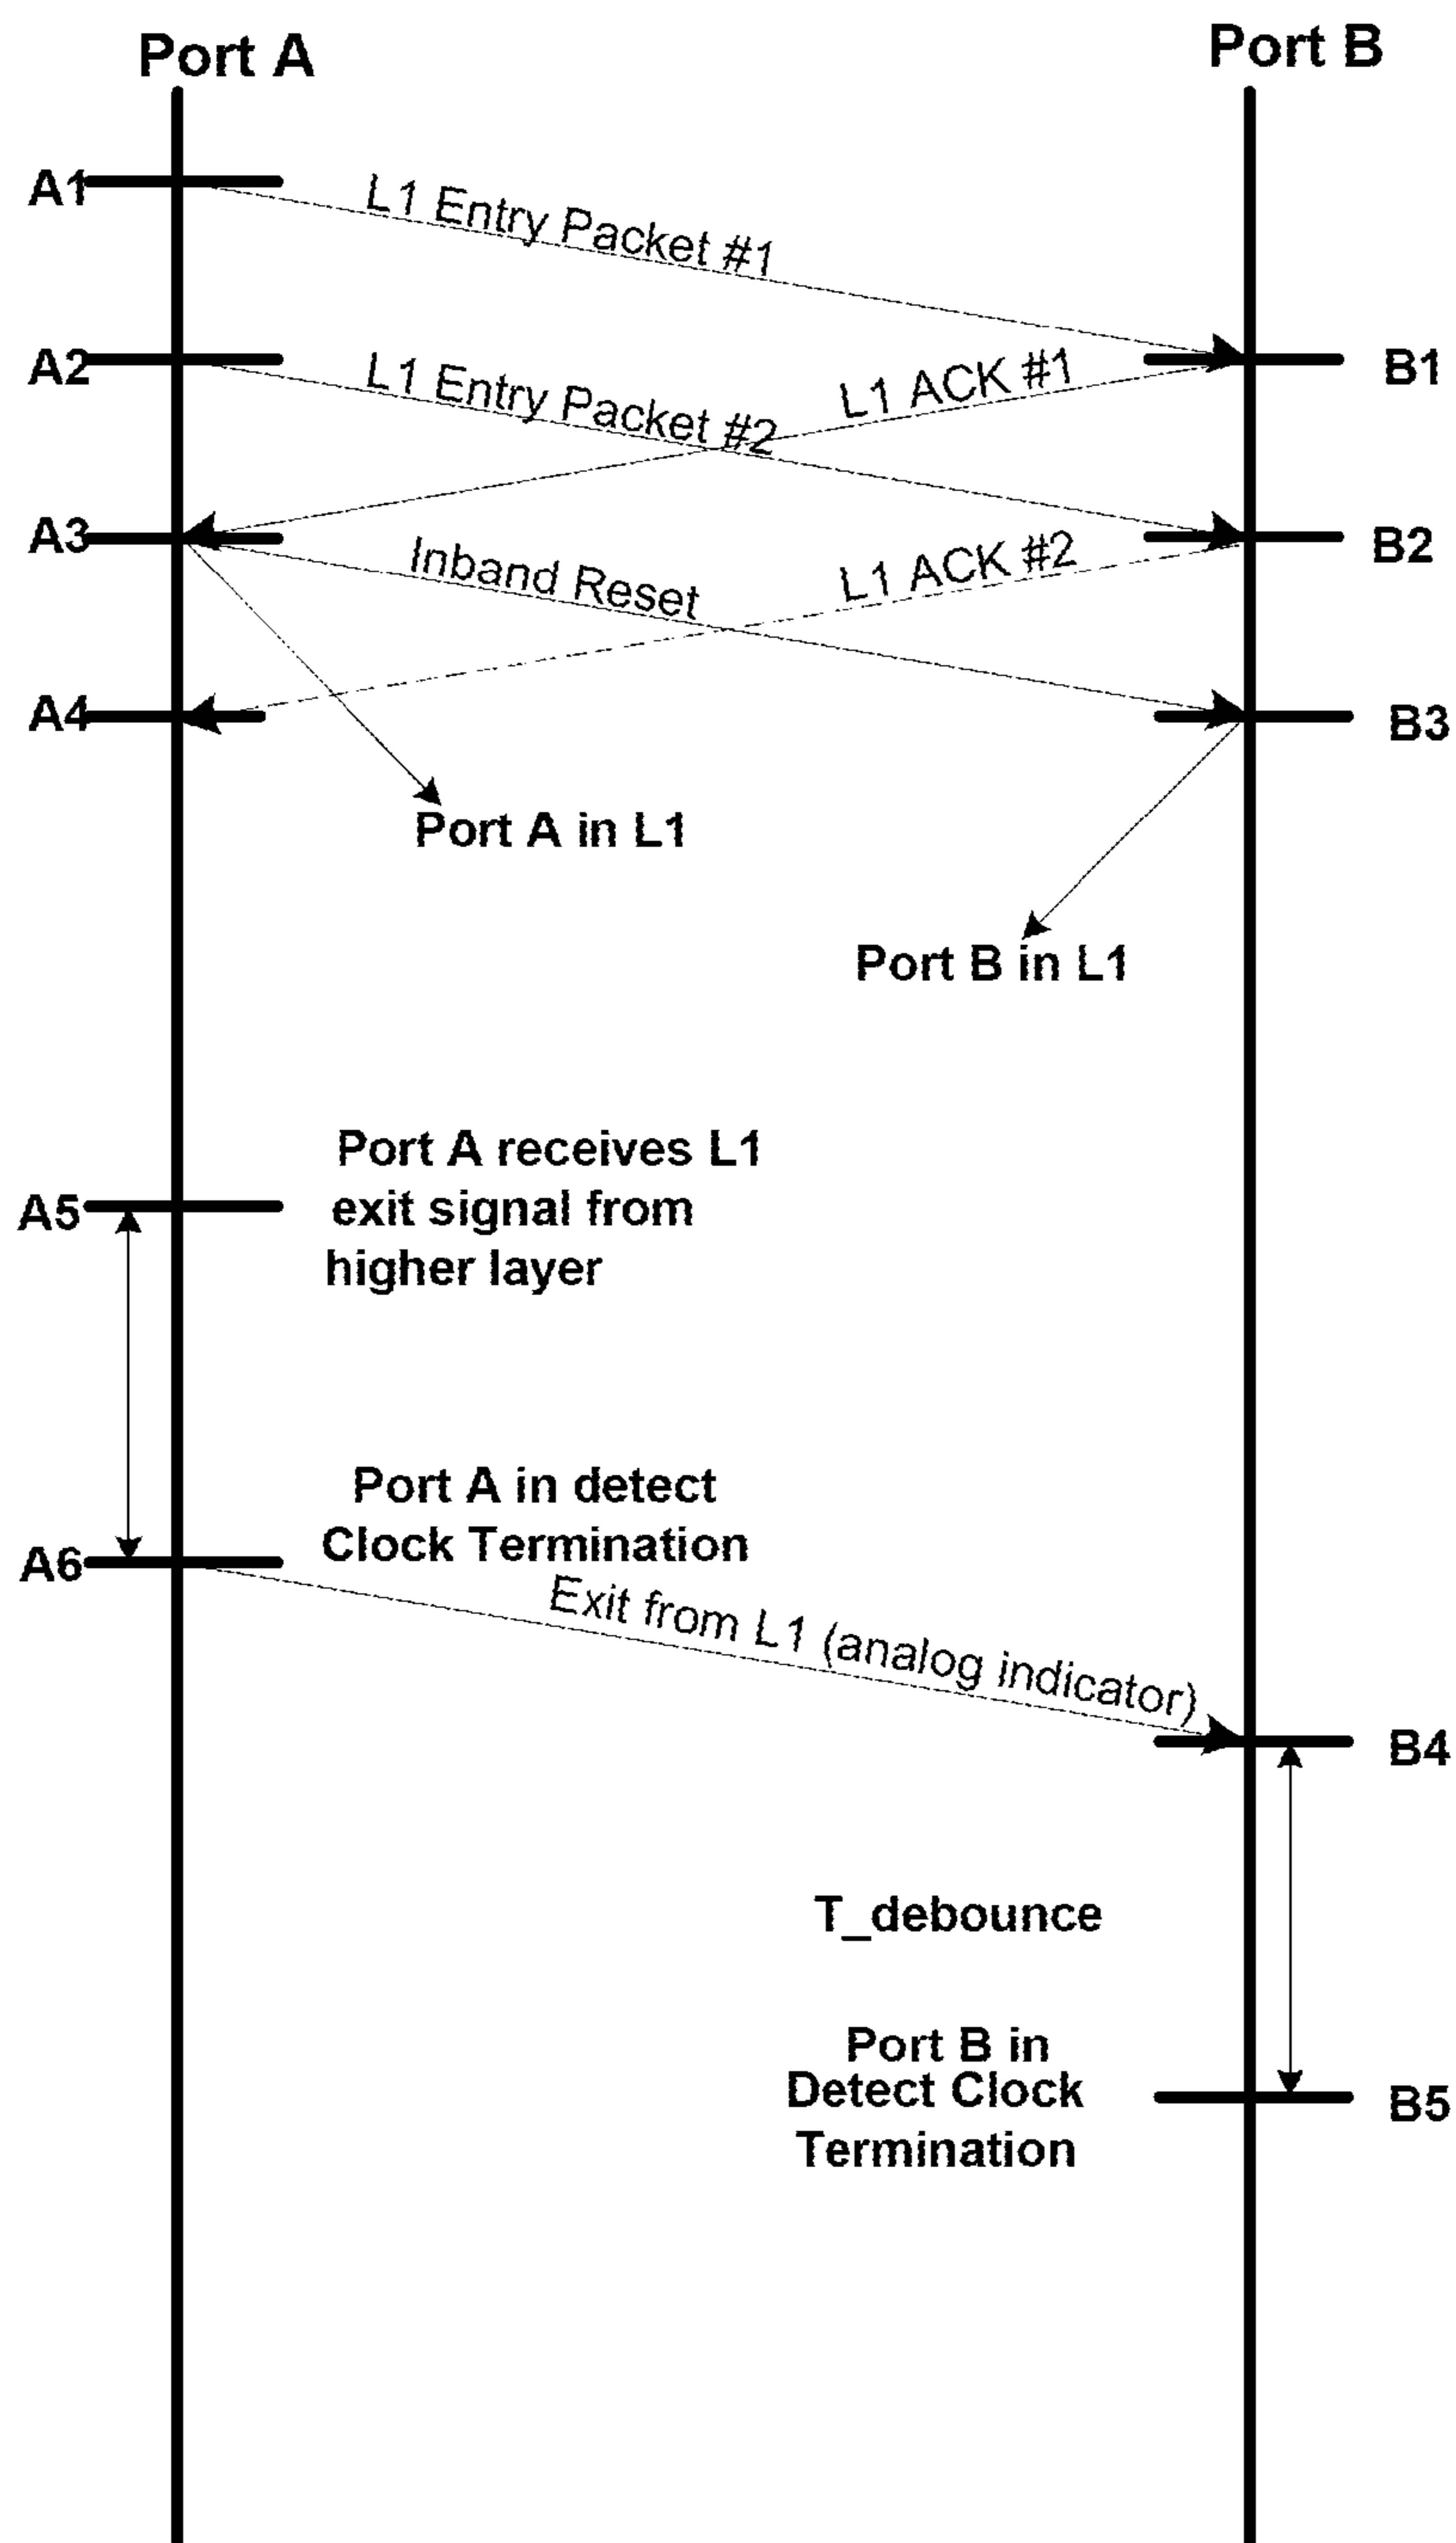 Port A
Port B
A1
L1 Entry Packet #1
A2
L1 Entry Packet #2
L1 ACK #1
B1
A3
Inband Reset
L1 ACK #2
B2
A4
B3
Port A in L1
Port B in L1
A5
Port A receives L1
exit signal from
higher layer
Port A in detect
Clock Termination
A6
Exit from L1 (analog indicator)
B4
T_debounce
Port B in
Detect Clock
Termination
B5